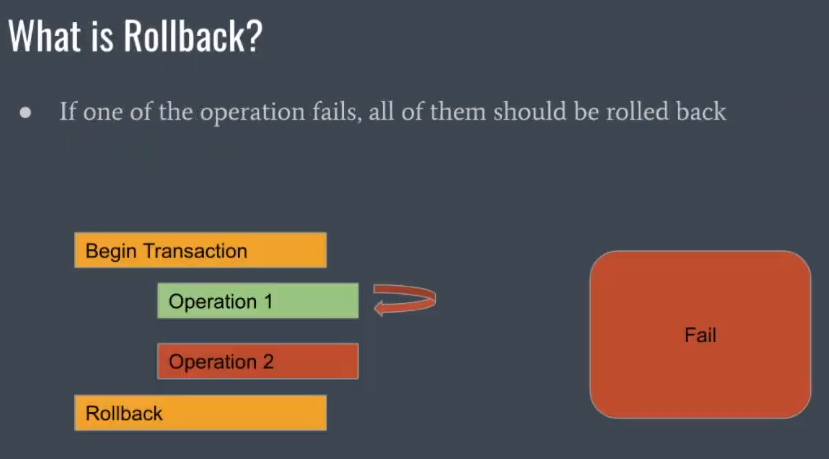 What is Rollback?
● If one of the operation fails, all of them should be rolled back
Begin Transaction
Operation 1
Operation 2
Rollback
Fail